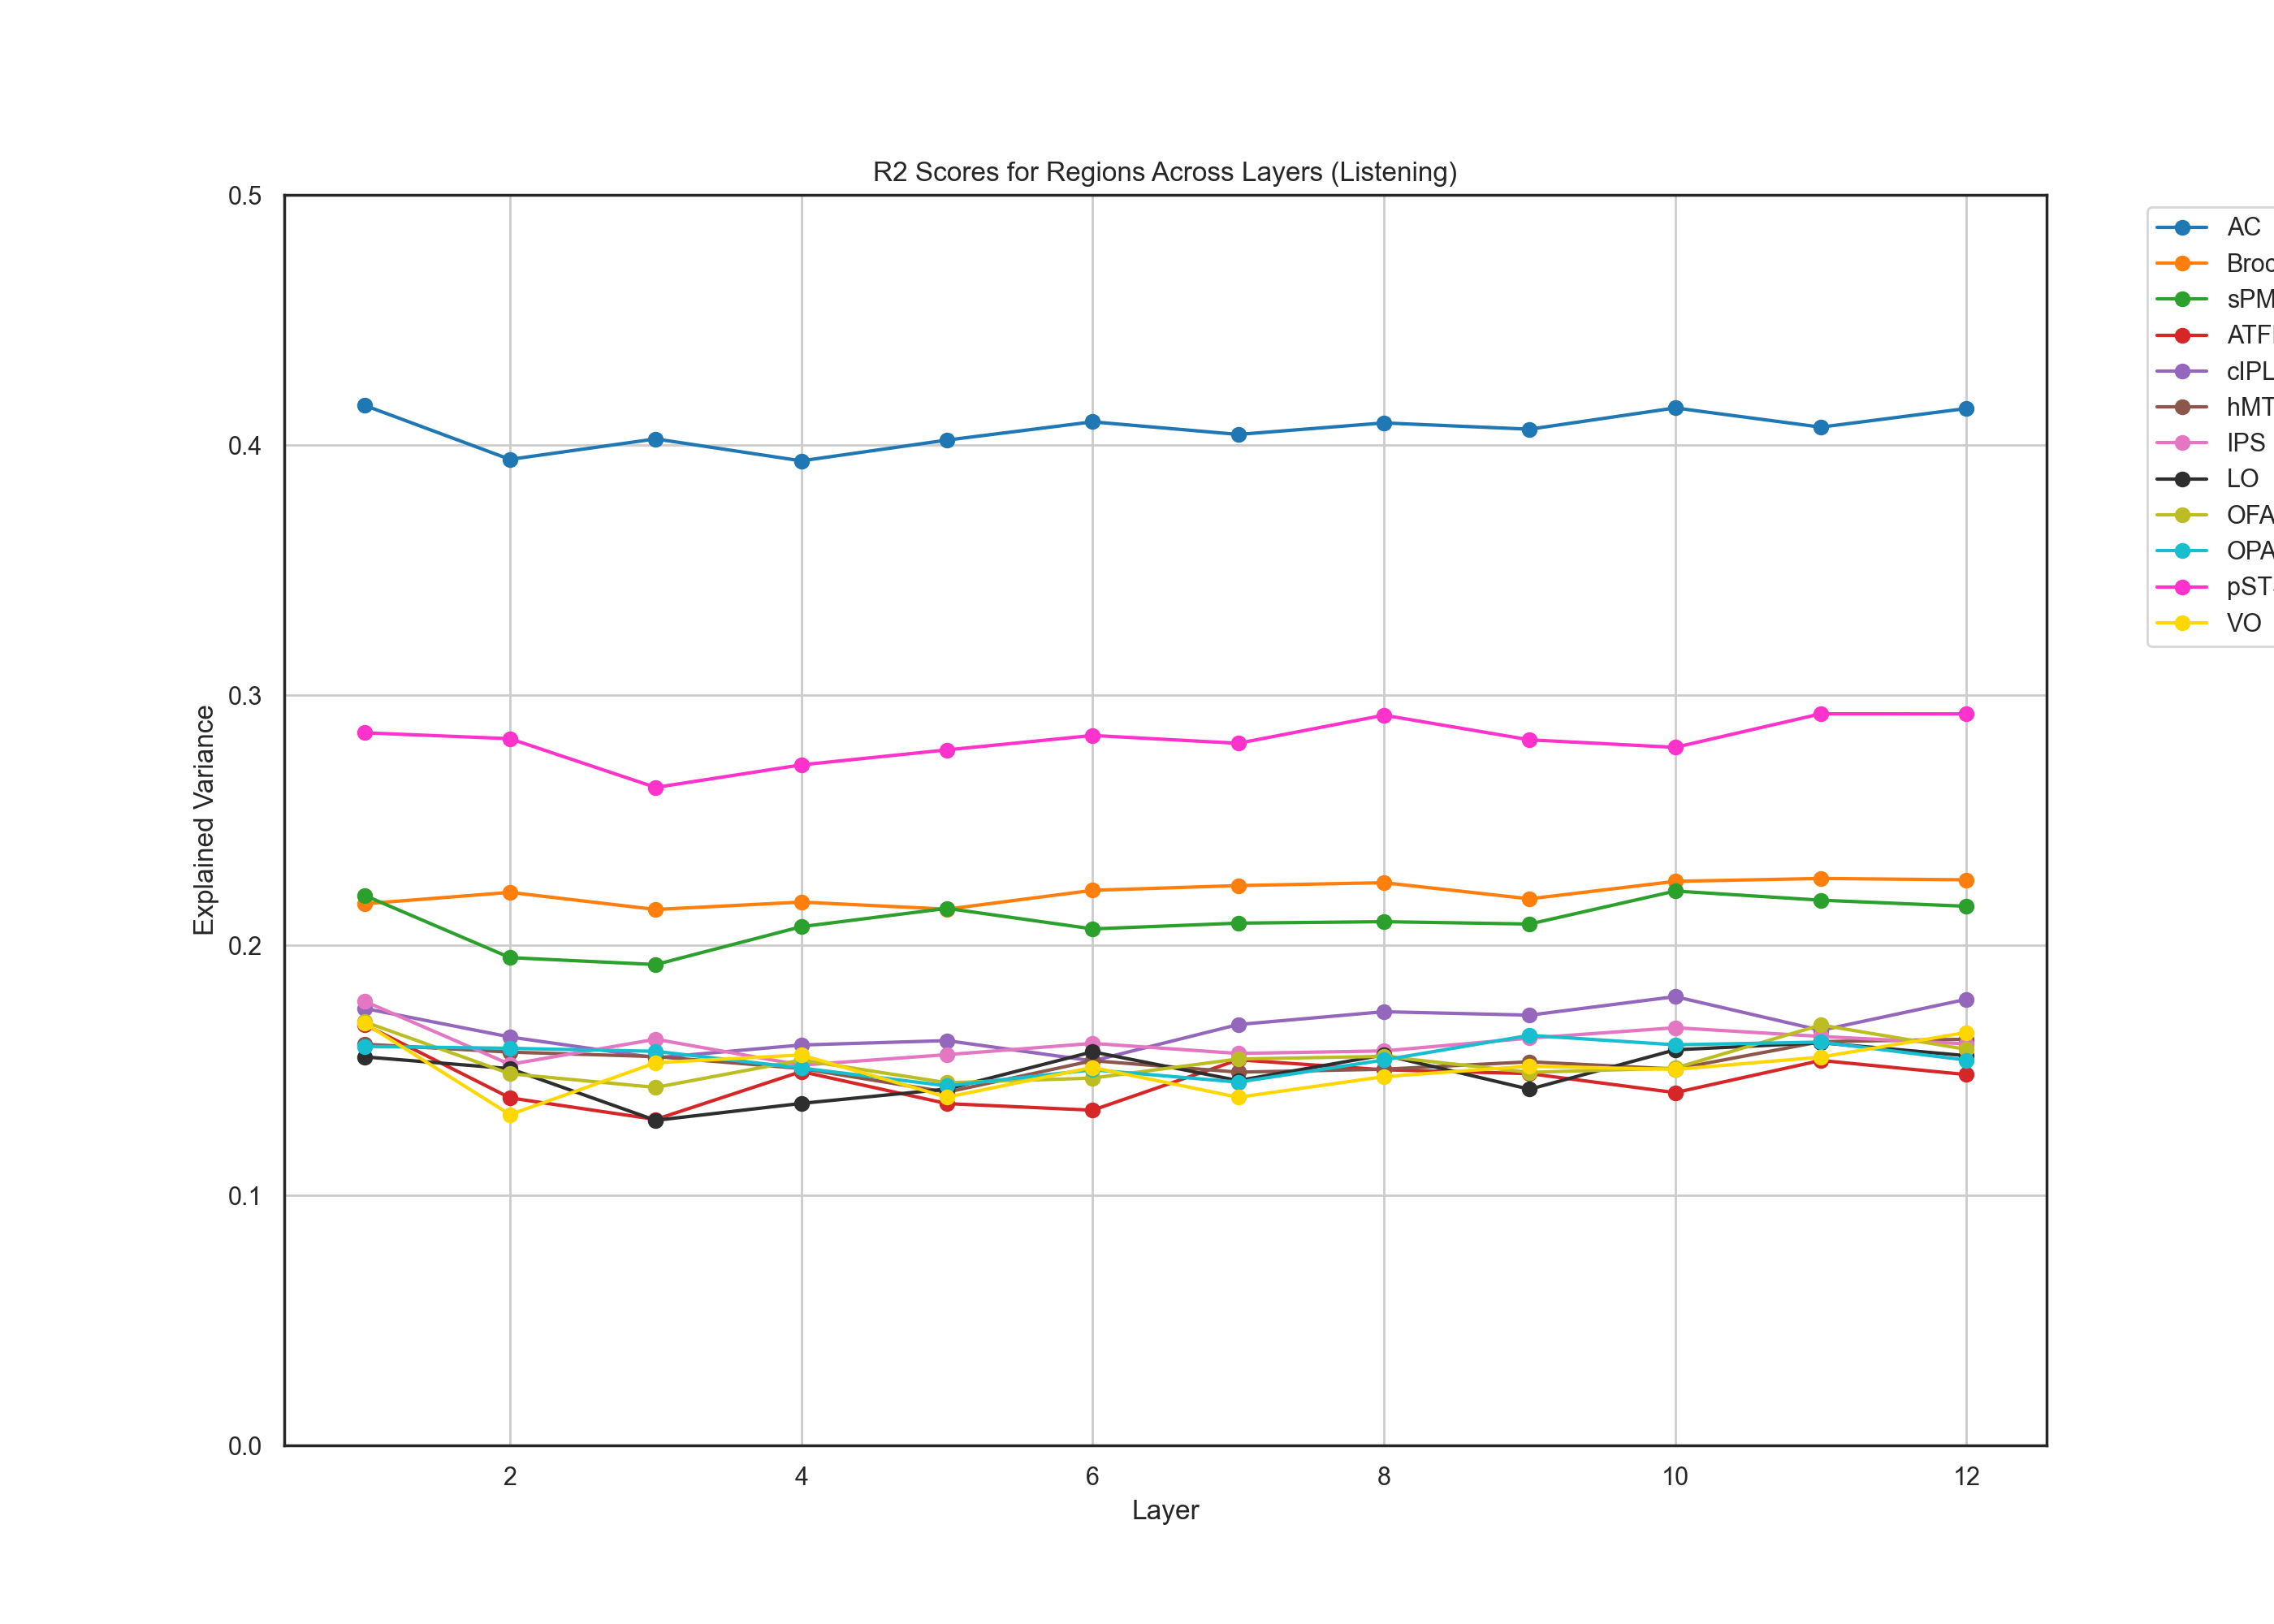 R2 Scores for Regions Across Layers (Listening)
0.5
0.4
0.3
0.2
0.1
0.0
Explained Variance
2 4 6 8 10 12
Layer
AC
Broc
sPM
ATF
cIPL
hMT
IPS
LO
OFA
OPA
pST
VO